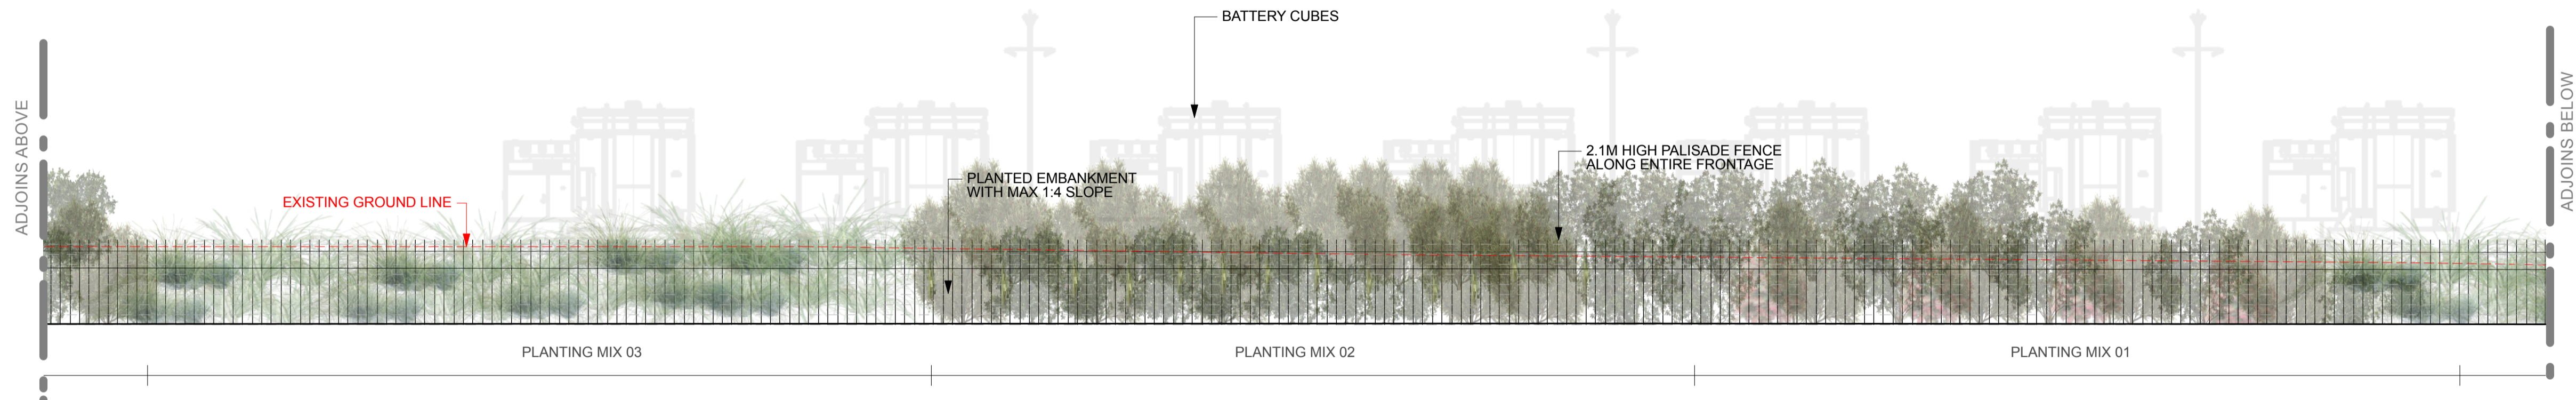 BATTERY CUBES
ADJOINS ABOVE
ADJOINS BELOW
2.1M HIGH PALISADE FENCE
ALONG ENTIRE FRONTAGE
PLANTED EMBANKMENT
WITH MAX 1:4 SLOPE
EXISTING GROUND LINE
PLANTING MIX 03
PLANTING MIX 02
PLANTING MIX 01